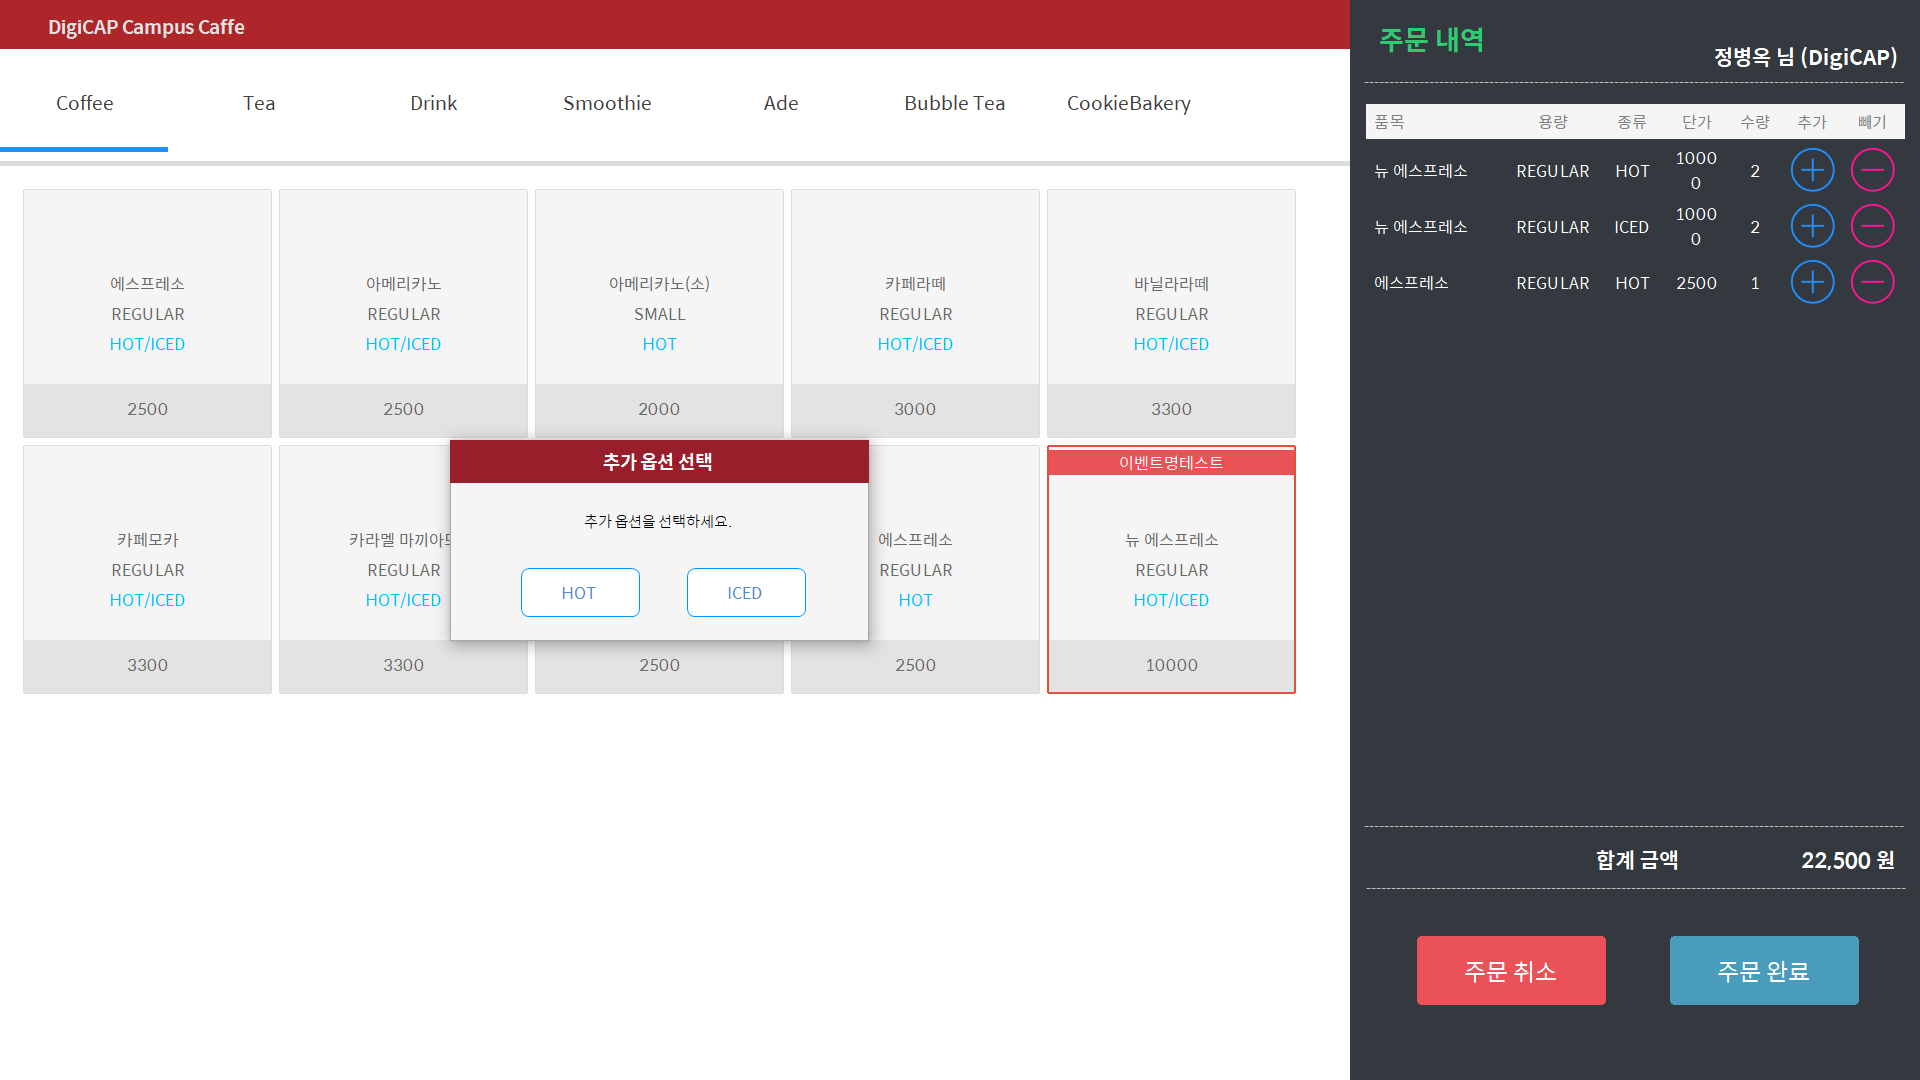 DigiCAP Campus Caffe
Coffee Tea Drink Smoothie Ade Bubble Tea CookieBakery
에스프레소
REGULAR
HOT/ICED
2500
아메리카노
REGULAR
HOT/ICED
2500
아메리카노(소)
SMALL
HOT
2000
카페라떼
REGULAR
HOT/ICED
3000
바닐라라떼
REGULAR
HOT/ICED
3300
카페모카
REGULAR
HOT/ICED
3300
카라멜 마끼아
REGULAR
HOT/ICED
3300
2500
에스프레소
REGULAR
HOT
2500
이벤트명테스트
뉴 에스프레소
REGULAR
HOT/ICED
10000
추가 옵션 선택
추가 옵션을 선택하세요.
HOT ICED
주문 내역
정병옥 님 (DigiCAP)
품목 용량 종류 단가 수량 추가 빼기
뉴 에스프레소 REGULAR HOT 1000
0 2
뉴 에스프레소 REGULAR ICED 1000
0 2
에스프레소 REGULAR HOT 2500 1
합계 금액 22,500 원
주문 취소 주문 완료